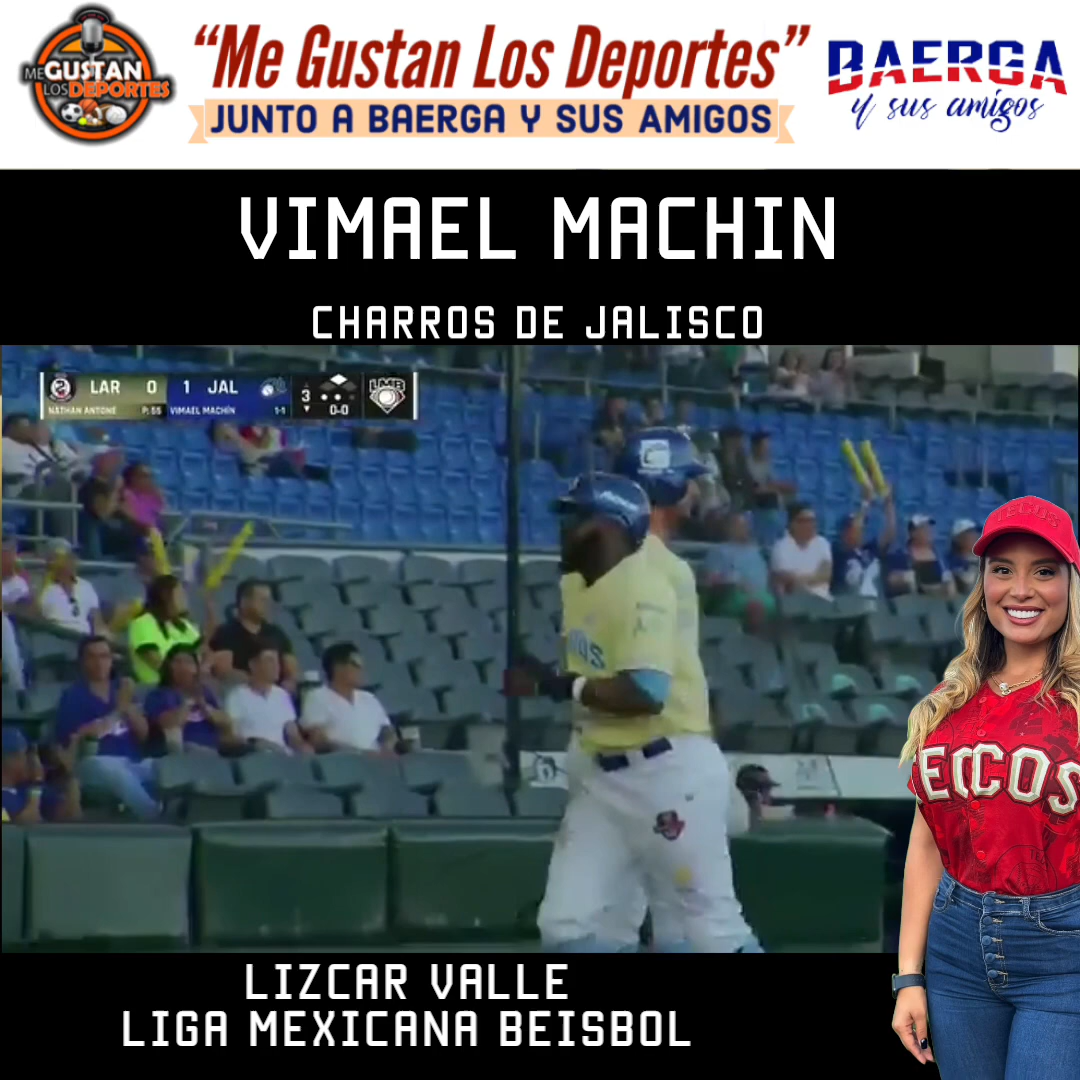 ME GUSTAN LOS DEPORTES
"Me Gustan Los Deportes"
JUNTO A BAERGA Y SUS AMIGOS
BAERGA
y sus amigos
VIMAEL MACHIN
CHARROS DE JALISCO
LAR 0 1 JAL 3 LMB
NATHAN ANTONE P: 55 VIMAEL MACHÍN 1-1 0-0
TECOS
TECOS
LIZCAR VALLE
LIGA MEXICANA BEISBOL